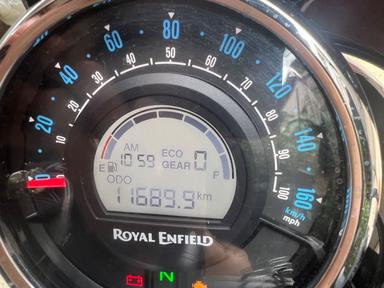 0 20 40 60 80 100 120 140 160
km/h
0 10 20 30 40 50 60 70 80 90 100
mph
AM
10 59 ECO
GEAR 0
E F
ODO
11689.9 km
ROYAL ENFIELD
N